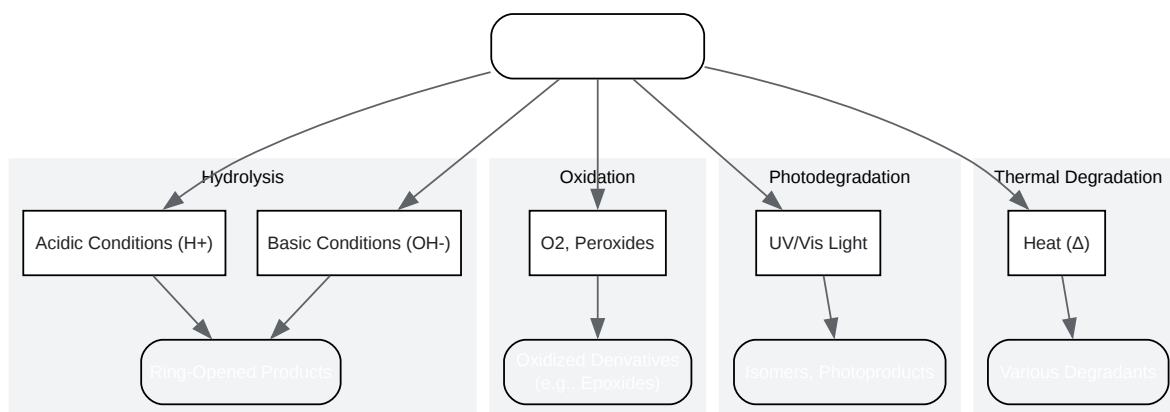 Hydrolysis
Oxidation
Photodegradation
Thermal Degradation
Acidic Conditions (H+)
Basic Conditions (OH-)
O2, Peroxides
UV/Vis Light
Heat (Δ)
Ring-Opened Products
Oxidized Derivatives
(e.g., Epoxides)
Isomers, Photoproducts
Various Degradants